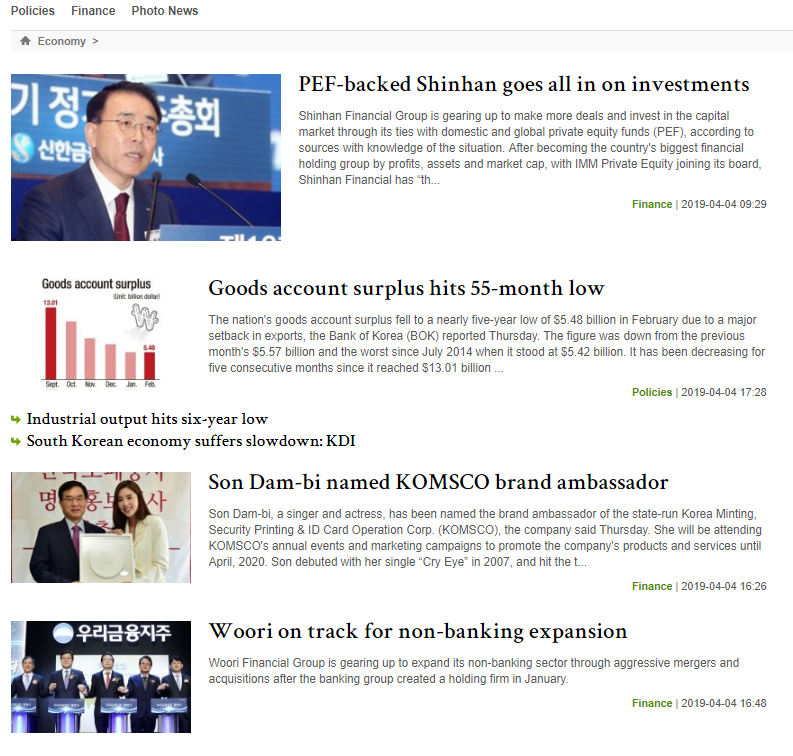 Policies Finance Photo News
Economy >
기 정기 총회
신한금융
사
제18
PEF-backed Shinhan goes all in on investments
Shinhan Financial Group is gearing up to make more deals and invest in the capital
market through its ties with domestic and global private equity funds (PEF), according to
sources with knowledge of the situation. After becoming the country's biggest financial
holding group by profits, assets and market cap, with IMM Private Equity joining its board,
Shinhan Financial has “th...
Finance | 2019-04-04 09:29
Goods account surplus
(Unit: billion dollar)
13.01
5.48
Sept. Oct. Nov. Dec. Jan. Feb.
Goods account surplus hits 55-month low
The nation's goods account surplus fell to a nearly five-year low of $5.48 billion in February due to a major
setback in exports, the Bank of Korea (BOK) reported Thursday. The figure was down from the previous
month's $5.57 billion and the worst since July 2014 when it stood at $5.42 billion. It has been decreasing for
five consecutive months since it reached $13.01 billion ...
Policies | 2019-04-04 17:28
Industrial output hits six-year low
South Korean economy suffers slowdown: KDI
Son Dam-bi named KOMSCO brand ambassador
Son Dam-bi, a singer and actress, has been named the brand ambassador of the state-run Korea Minting,
Security Printing & ID Card Operation Corp. (KOMSCO), the company said Thursday. She will be attending
KOMSCO's annual events and marketing campaigns to promote the company's products and services until
April, 2020. Son debuted with her single “Cry Eye” in 2007, and hit the t...
Finance | 2019-04-04 16:26
우리금융지주
Woori on track for non-banking expansion
Woori Financial Group is gearing up to expand its non-banking sector through aggressive mergers and
acquisitions after the banking group created a holding firm in January.
Finance | 2019-04-04 16:48